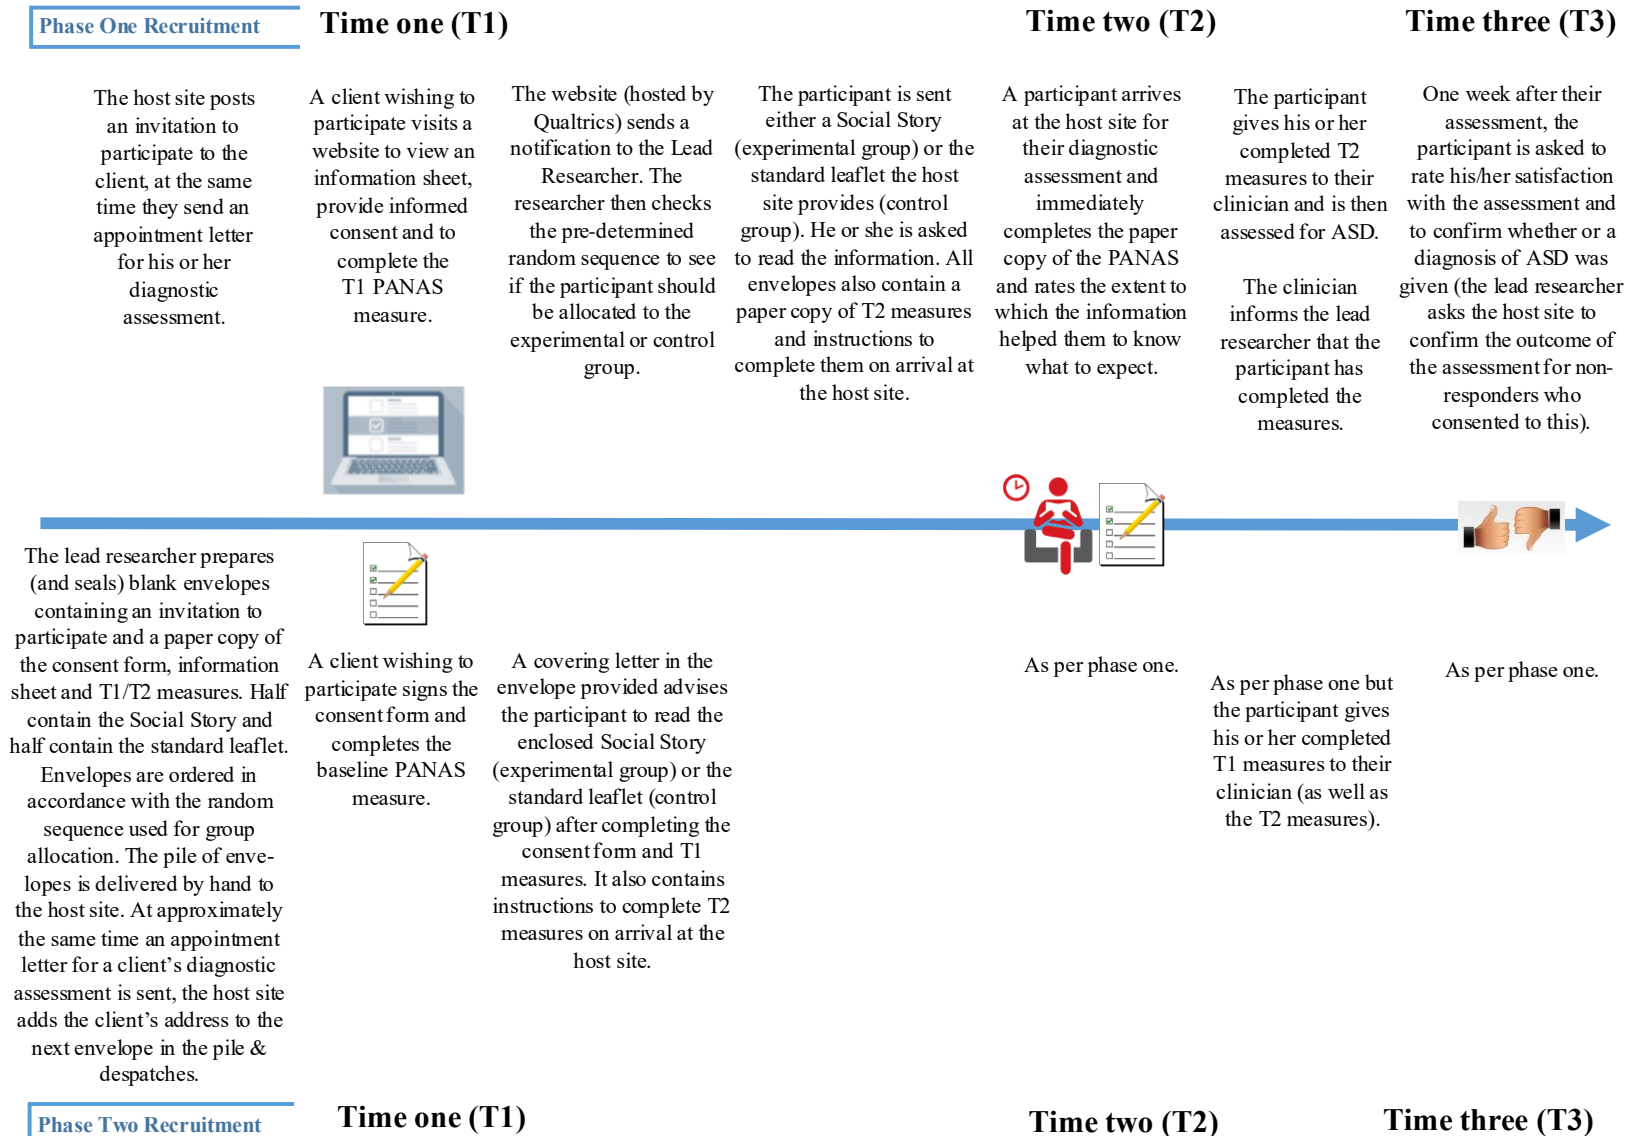 Phase One Recruitment
Time one (T1)
Time two (T2)
Time three (T3)
The host site posts
an invitation to
participate to the
client, at the same
time they send an
appointment letter
for his or her
diagnostic
assessment.
A client wishing to
participate visits a
website to view an
information sheet,
provide informed
consent and to
complete the
T1 PANAS
measure.
The website (hosted by
Qualtrics) sends a
notification to the Lead
Researcher. The
researcher then checks
the pre-determined
random sequence to see
if the participant should
be allocated to the
experimental or control
group.
The participant is sent
either a Social Story
(experimental group) or the
standard leaflet the host
site provides (control
group). He or she is asked
to read the information. All
envelopes also contain a
paper copy of T2 measures
and instructions to
complete them on arrival at
the host site.
A participant arrives
at the host site for
their diagnostic
assessment and
immediately
completes the paper
copy of the PANAS
and rates the extent to
which the information
helped them to know
what to expect.
The participant
gives his or her
completed T2
measures to their
clinician and is then
assessed for ASD.
The clinician
informs the lead
researcher that the
participant has
completed the
measures.
One week after their
assessment, the
participant is asked to
rate his/her satisfaction
with the assessment and
to confirm whether or a
diagnosis of ASD was
given (the lead researcher
asks the host site to
confirm the outcome of
the assessment for non-
responders who
consented to this).
The lead researcher prepares
(and seals) blank envelopes
containing an invitation to
participate and a paper copy of
the consent form, information
sheet and T1/T2 measures. Half
contain the Social Story and
half contain the standard leaflet.
Envelopes are ordered in
accordance with the random
sequence used for group
allocation. The pile of enve-
lopes is delivered by hand to
the host site. At approximately
the same time an appointment
letter for a client's diagnostic
assessment is sent, the host site
adds the client's address to the
next envelope in the pile &
despatches.
A client wishing to
participate signs the
consent form and
completes the
baseline PANAS
measure.
A covering letter in the
envelope provided advises
the participant to read the
enclosed Social Story
(experimental group) or the
standard leaflet (control
group) after completing the
consent form and T1
measures. It also contains
instructions to complete T2
measures on arrival at the
host site.
As per phase one.
As per phase one but
the participant gives
his or her completed
T1 measures to their
clinician (as well as
the T2 measures).
As per phase one.
Phase Two Recruitment
Time one (T1)
Time two (T2)
Time three (T3)